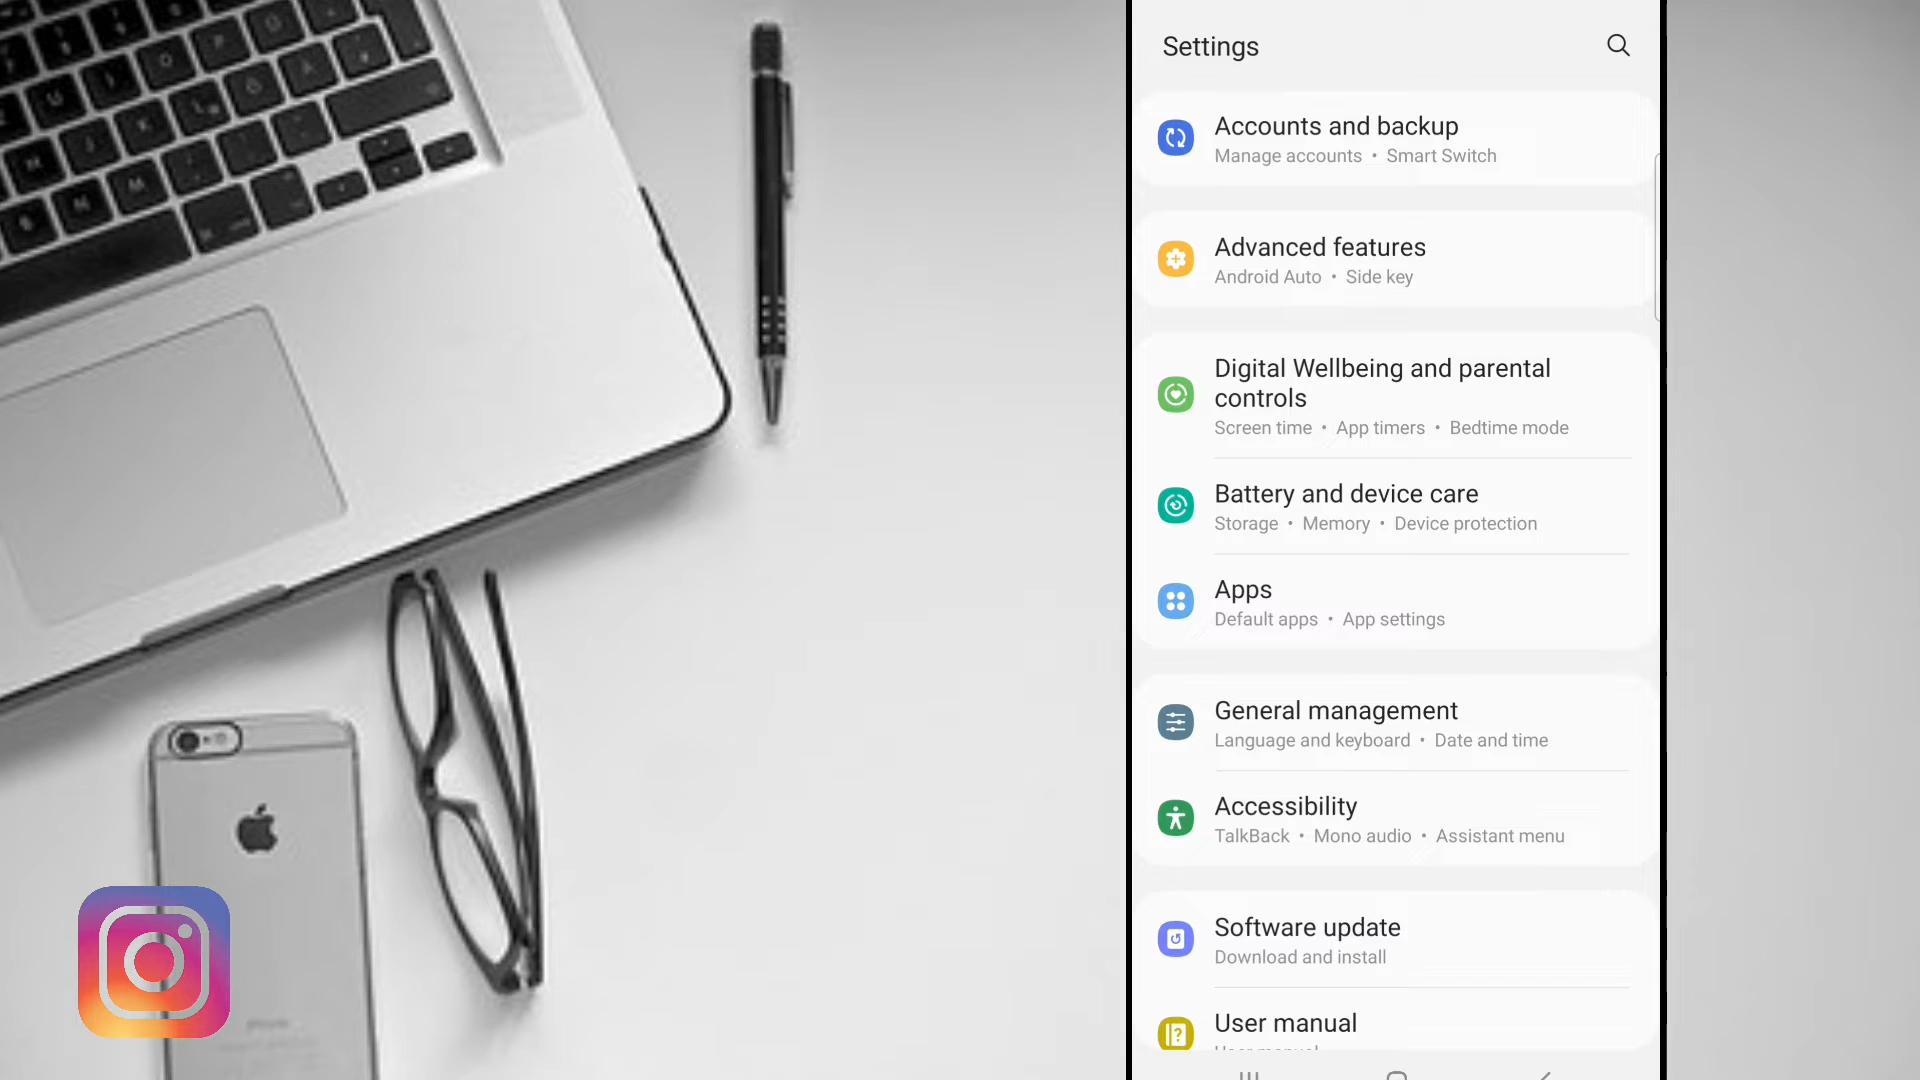 Settings
Accounts and backup
Manage accounts • Smart Switch
Advanced features
Android Auto • Side key
Digital Wellbeing and parental
controls
Screen time • App timers • Bedtime mode
Battery and device care
Storage • Memory • Device protection
Apps
Default apps • App settings
General management
Language and keyboard • Date and time
Accessibility
TalkBack • Mono audio • Assistant menu
Software update
Download and install
User manual
User manual